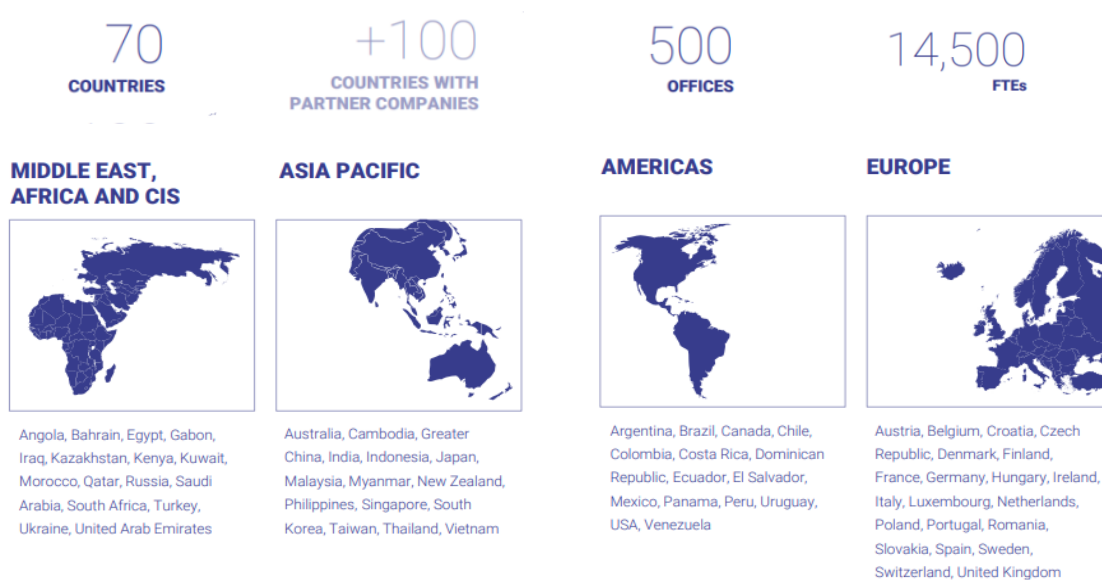 70
COUNTRIES
+100
COUNTRIES WITH
PARTNER COMPANIES
500
OFFICES
14,500
FTEs
MIDDLE EAST,
AFRICA AND CIS
Angola, Bahrain, Egypt, Gabon,
Iraq, Kazakhstan, Kenya, Kuwait,
Morocco, Qatar, Russia, Saudi
Arabia, South Africa, Turkey,
Ukraine, United Arab Emirates
ASIA PACIFIC
Australia, Cambodia, Greater
China, India, Indonesia, Japan,
Malaysia, Myanmar, New Zealand,
Philippines, Singapore, South
Korea, Taiwan, Thailand, Vietnam
AMERICAS
Argentina, Brazil, Canada, Chile,
Colombia, Costa Rica, Dominican
Republic, Ecuador, El Salvador,
Mexico, Panama, Peru, Uruguay,
USA, Venezuela
EUROPE
Austria, Belgium, Croatia, Czech
Republic, Denmark, Finland,
France, Germany, Hungary, Ireland,
Italy, Luxembourg, Netherlands,
Poland, Portugal, Romania,
Slovakia, Spain, Sweden,
Switzerland, United Kingdom